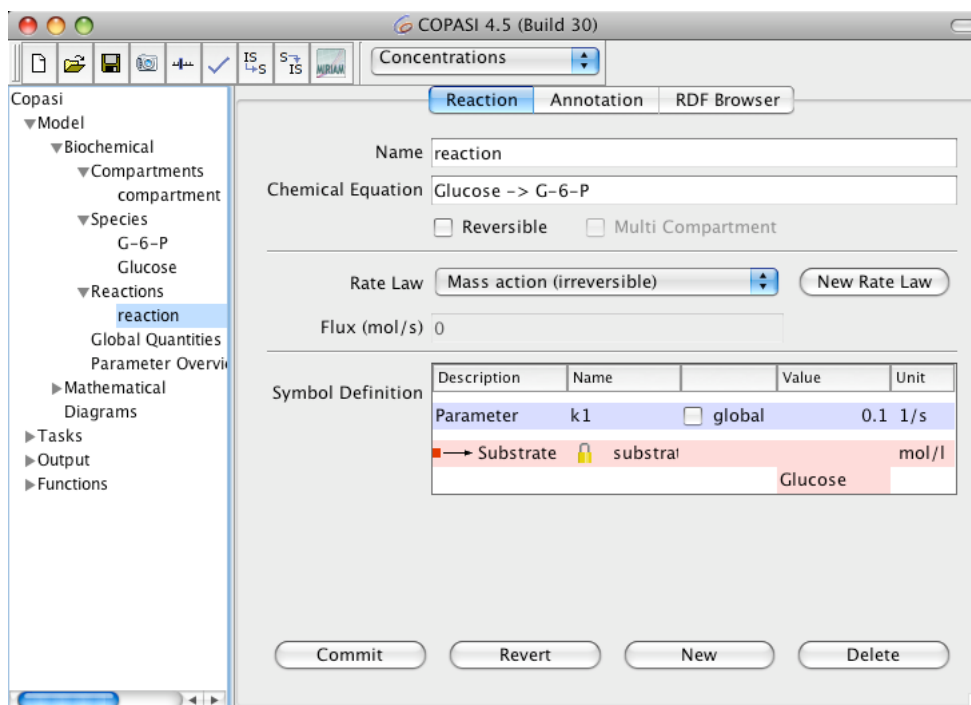 COPASI 4.5 (Build 30)
IS S S IS MIRIAM Concentrations
Copasi
Model
Biochemical
Compartments
compartment
Species
G-6-P
Glucose
Reactions
reaction
Global Quantities
Parameter Overvi
Mathematical
Diagrams
Tasks
Output
Functions
Reaction Annotation RDF Browser
Name reaction
Chemical Equation Glucose -> G-6-P
Reversible Multi Compartment
Rate Law Mass action (irreversible) New Rate Law
Flux (mol/s) 0
Symbol Definition
Description Name Value Unit
Parameter k1 global 0.1 1/s
Substrate substrat mol/l
Glucose
Commit Revert New Delete